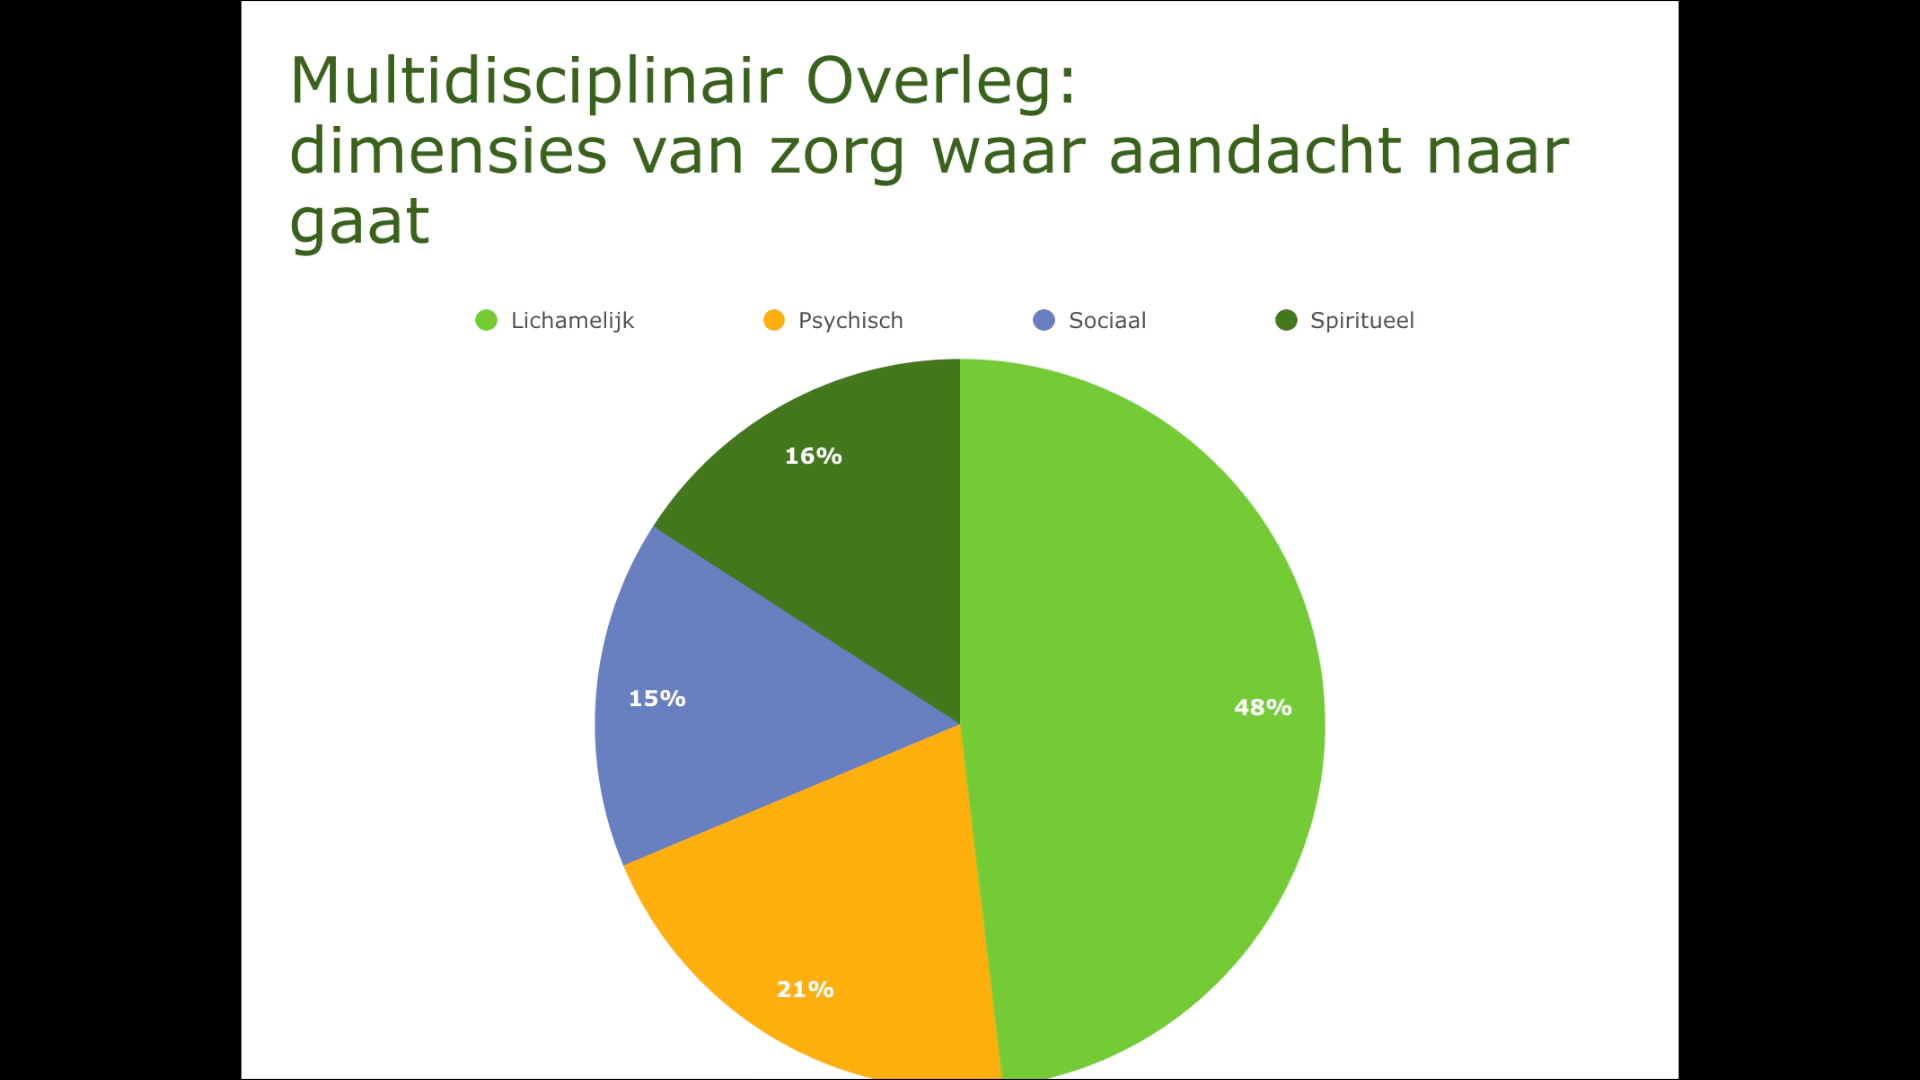 Multidisciplinair Overleg:
dimensies van zorg waar aandacht naar
gaat
Lichamelijk Psychisch Sociaal Spiritueel
16%
15%
48%
21%